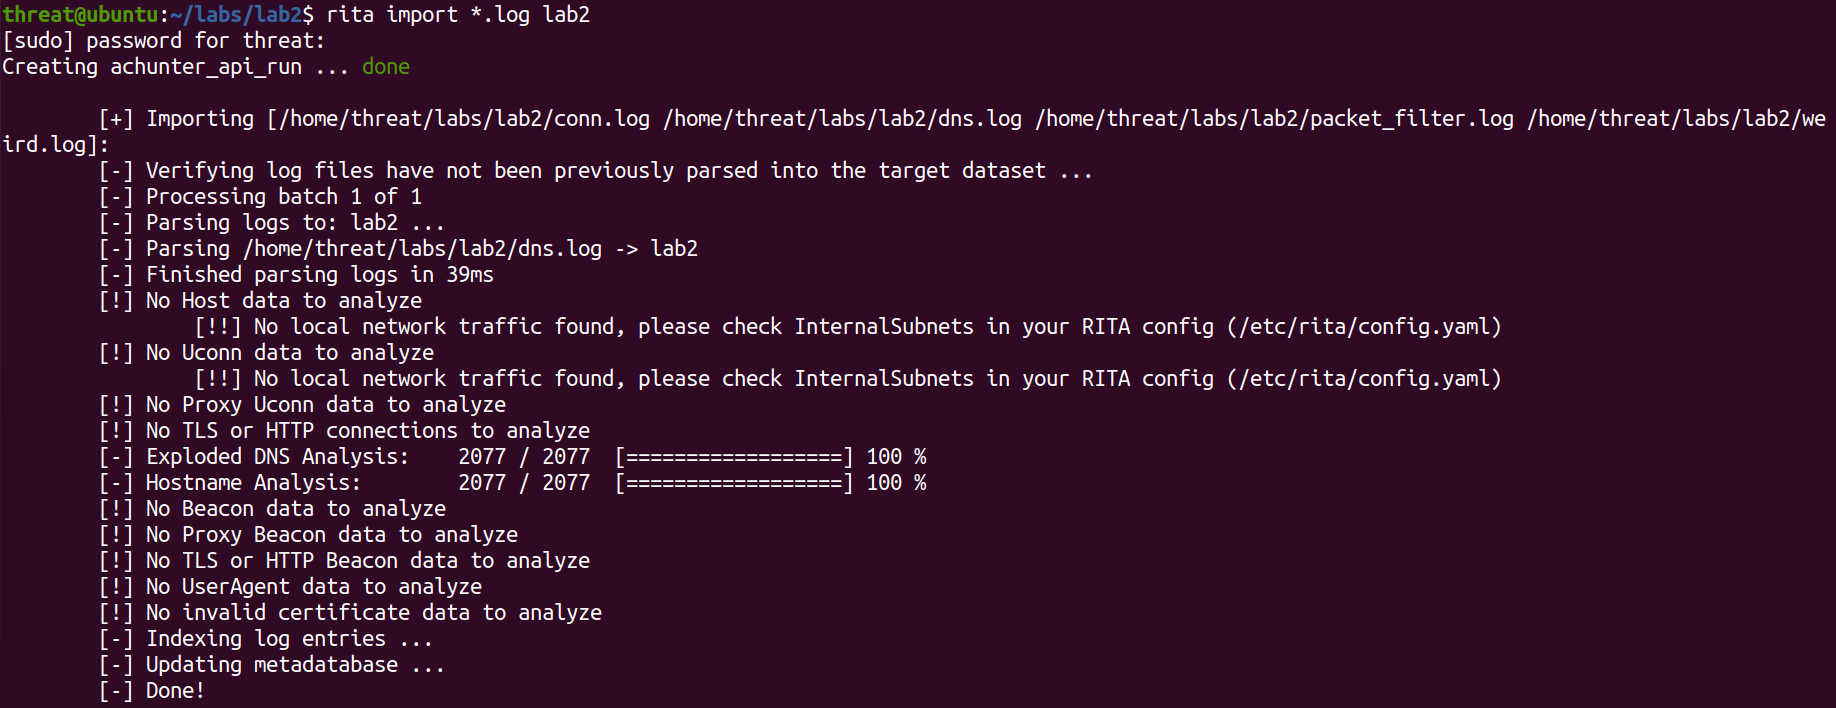 threat@ubuntu:~/labs/lab2$ rita import *.log lab2
[sudo] password for threat:
Creating achunter_api_run ... done
[+] Importing [/home/threat/labs/lab2/conn.log /home/threat/labs/lab2/dns.log /home/threat/labs/lab2/packet_filter.log /home/threat/labs/lab2/we
ird.log]:
[-] Verifying log files have not been previously parsed into the target dataset ...
[-] Processing batch 1 of 1
[-] Parsing logs to: lab2 ...
[-] Parsing /home/threat/labs/lab2/dns.log -> lab2
[-] Finished parsing logs in 39ms
[!] No Host data to analyze
[!!] No local network traffic found, please check InternalSubnets in your RITA config (/etc/rita/config.yaml)
[!] No Uconn data to analyze
[!!] No local network traffic found, please check InternalSubnets in your RITA config (/etc/rita/config.yaml)
[!] No Proxy Uconn data to analyze
[!] No TLS or HTTP connections to analyze
[-] Exploded DNS Analysis:    2077 / 2077  [==================] 100 %
[-] Hostname Analysis:        2077 / 2077  [==================] 100 %
[!] No Beacon data to analyze
[!] No Proxy Beacon data to analyze
[!] No TLS or HTTP Beacon data to analyze
[!] No UserAgent data to analyze
[!] No invalid certificate data to analyze
[-] Indexing log entries ...
[-] Updating metadatabase ...
[-] Done!